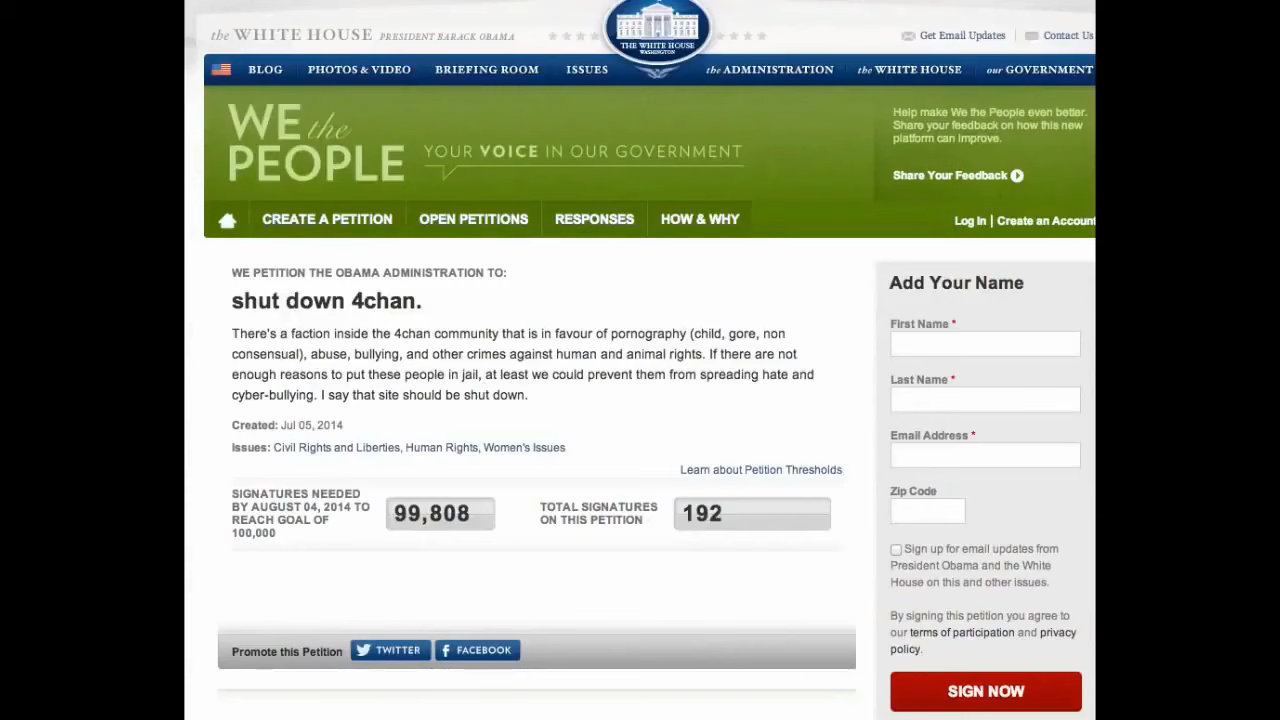 the WHITE HOUSE PRESIDENT BARACK OBAMA
THE WHITE HOUSE
WASHINGTON
Get Email Updates
Contact Us
BLOG
PHOTOS & VIDEO
BRIEFING ROOM
ISSUES
the ADMINISTRATION
the WHITE HOUSE
our GOVERNMENT
WE the
PEOPLE
YOUR VOICE IN OUR GOVERNMENT
Help make We the People even better.
Share your feedback on how this new
platform can improve.
Share Your Feedback
CREATE A PETITION
OPEN PETITIONS
RESPONSES
HOW & WHY
Log In | Create an Account
WE PETITION THE OBAMA ADMINISTRATION TO:
shut down 4chan.
There's a faction inside the 4chan community that is in favour of pornography (child, gore, non
consensual), abuse, bullying, and other crimes against human and animal rights. If there are not
enough reasons to put these people in jail, at least we could prevent them from spreading hate and
cyber-bullying. I say that site should be shut down.
Created: Jul 05, 2014
Issues: Civil Rights and Liberties, Human Rights, Women's Issues
Learn about Petition Thresholds
SIGNATURES NEEDED
BY AUGUST 04, 2014 TO
REACH GOAL OF
100,000
99,808
TOTAL SIGNATURES
ON THIS PETITION
192
Promote this Petition
TWITTER
FACEBOOK
Add Your Name
First Name *
Last Name *
Email Address *
Zip Code
Sign up for email updates from
President Obama and the White
House on this and other issues.
By signing this petition you agree to
our terms of participation and privacy
policy.
SIGN NOW